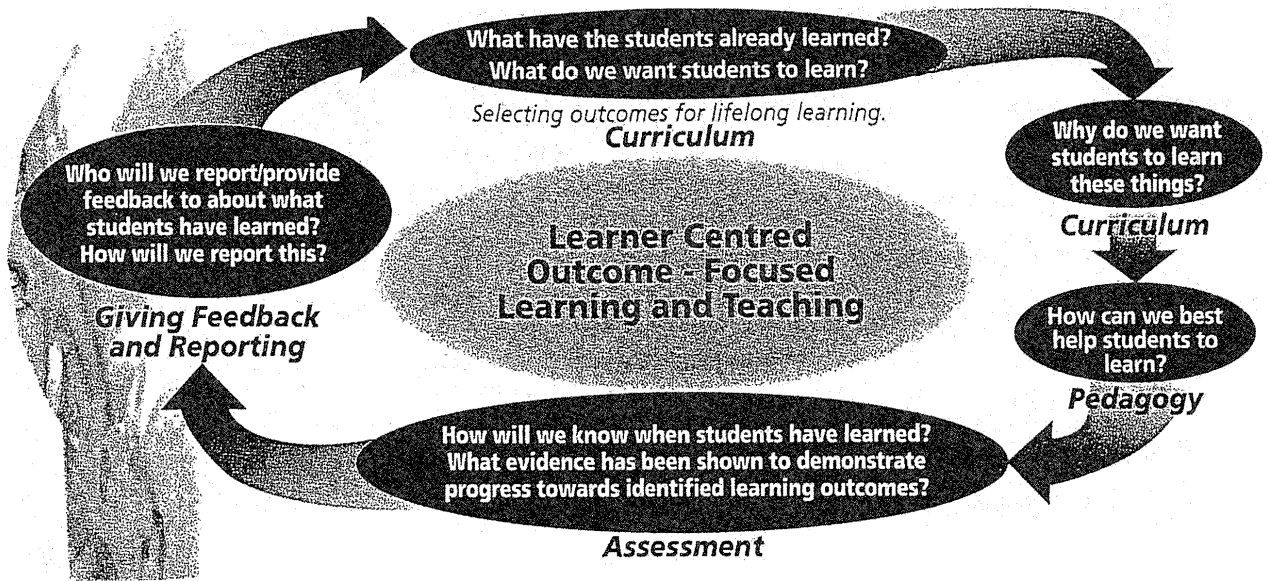 What have the students already learned?
What do we want students to learn?
Selecting outcomes for lifelong learning.
Curriculum
Why do we want
students to learn
these things?
Curriculum
How can we best
help students to
learn?
Pedagogy
How will we know when students have learned?
What evidence has been shown to demonstrate
progress towards identified learning outcomes?
Assessment
Who will we report/provide
feedback to about what
students have learned?
How will we report this?
Giving Feedback
and Reporting
Learner Centred
Outcome - Focused
Learning and Teaching